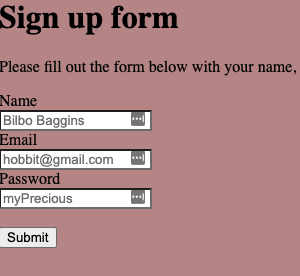 Sign up form
Please fill out the form below with your name,
Name
Bilbo Baggins
Email
hobbit@gmail.com
Password
myPrecious
Submit